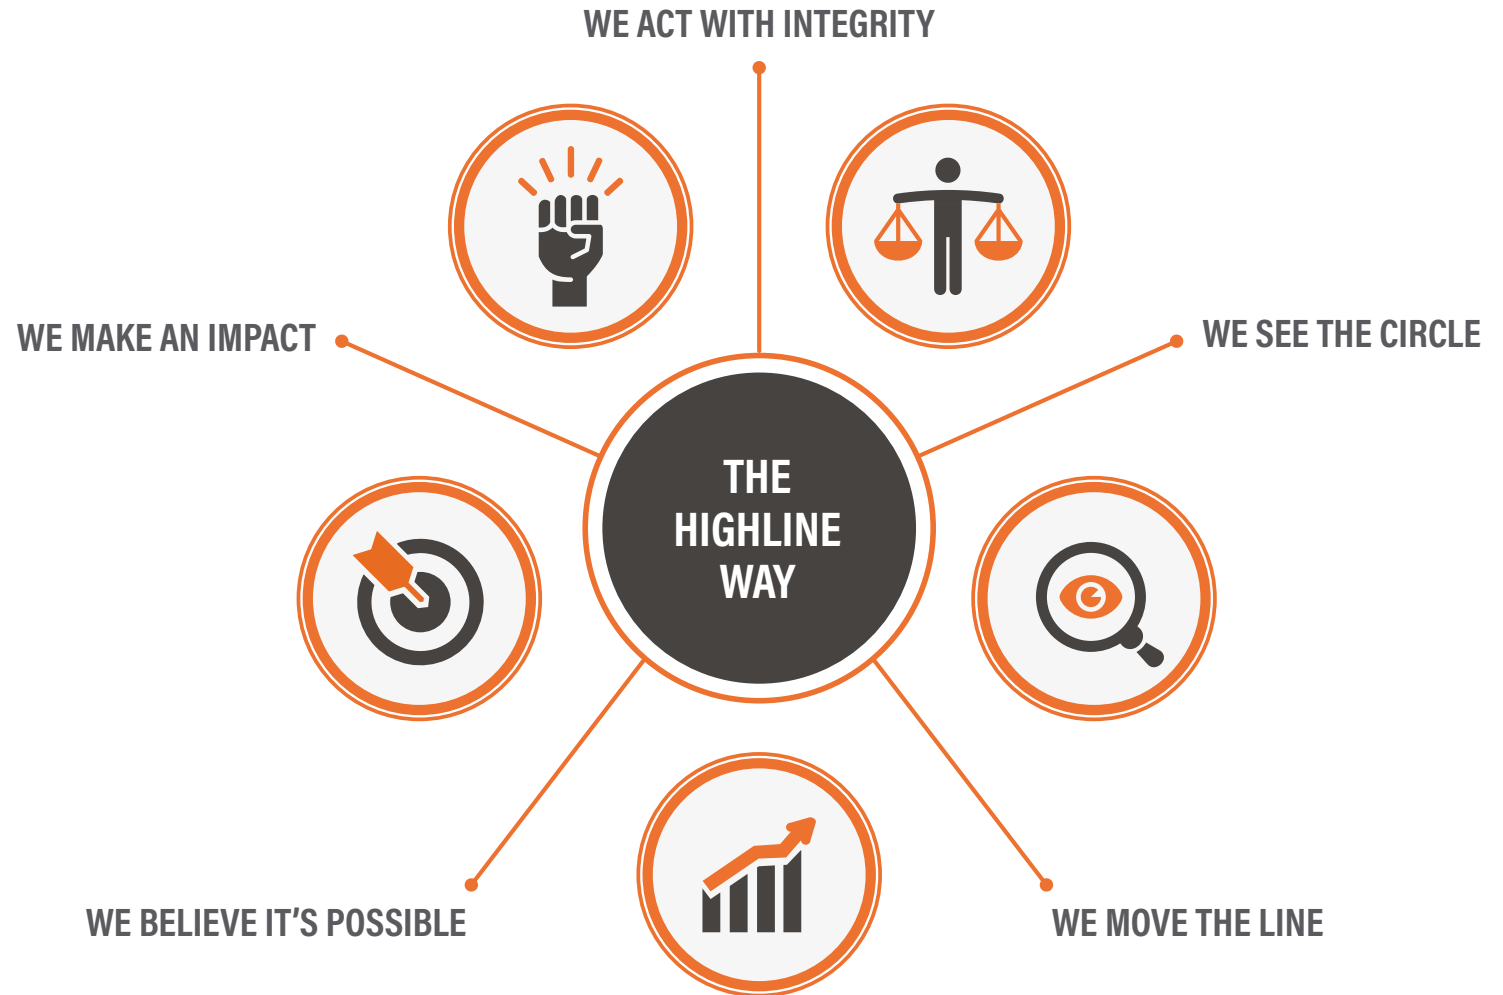 WE ACT WITH INTEGRITY
WE MAKE AN IMPACT
WE SEE THE CIRCLE
THE
HIGHLINE
WAY
WE BELIEVE IT’S POSSIBLE
WE MOVE THE LINE